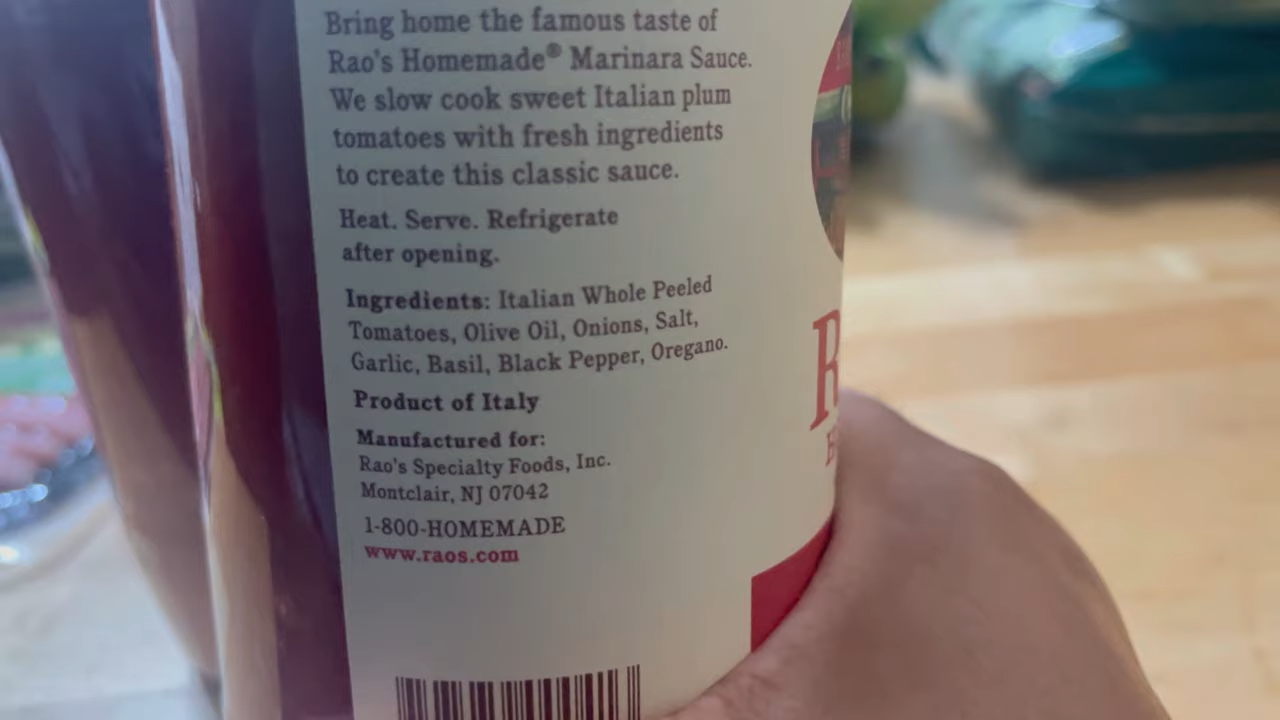 Bring home the famous taste of
Rao's Homemade® Marinara Sauce.
We slow cook sweet Italian plum
tomatoes with fresh ingredients
to create this classic sauce.
Heat. Serve. Refrigerate
after opening.
Ingredients: Italian Whole Peeled
Tomatoes, Olive Oil, Onions, Salt,
Garlic, Basil, Black Pepper, Oregano.
Product of Italy
Manufactured for:
Rao's Specialty Foods, Inc.
Montclair, NJ 07042
1-800-HOMEMADE
www.raos.com